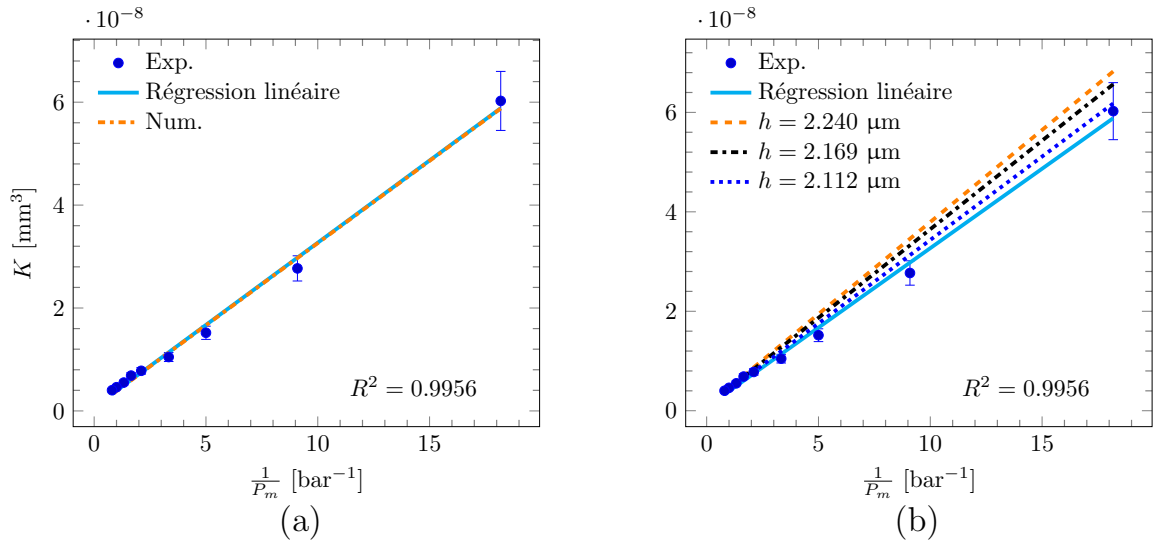 · 10⁻⁸
Exp.
Régression linéaire
Num.
6
4
2
0
K [mm³]
R² = 0.9956
0 5 10 15
1/Pₘ [bar⁻¹]
(a)
· 10⁻⁸
Exp.
Régression linéaire
h = 2.240 µm
h = 2.169 µm
h = 2.112 µm
6
4
2
0
R² = 0.9956
0 5 10 15
1/Pₘ [bar⁻¹]
(b)